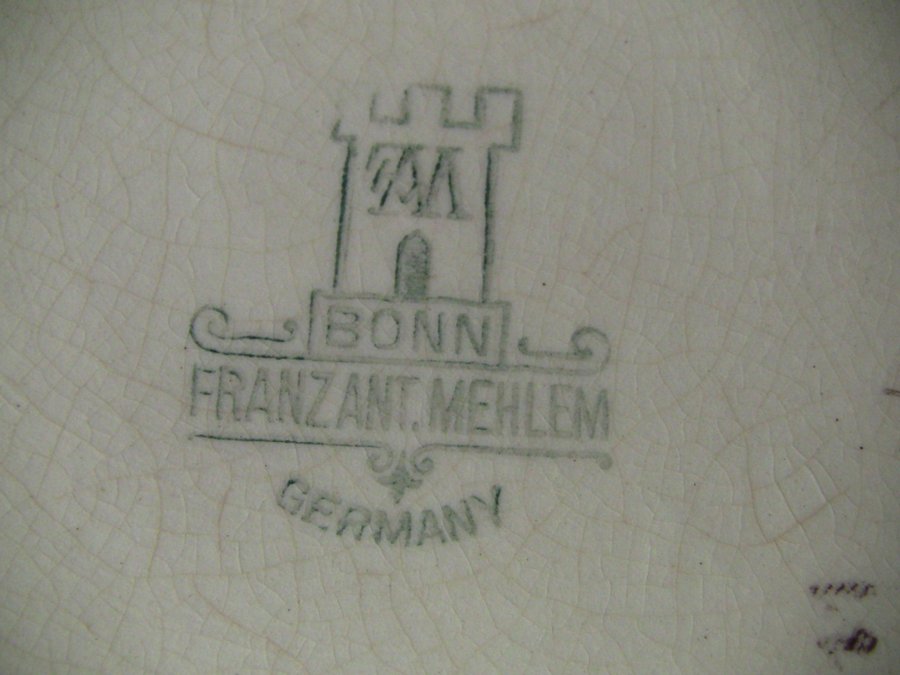 FAM
BONN
FRANZ ANT. MEHLEM
GERMANY